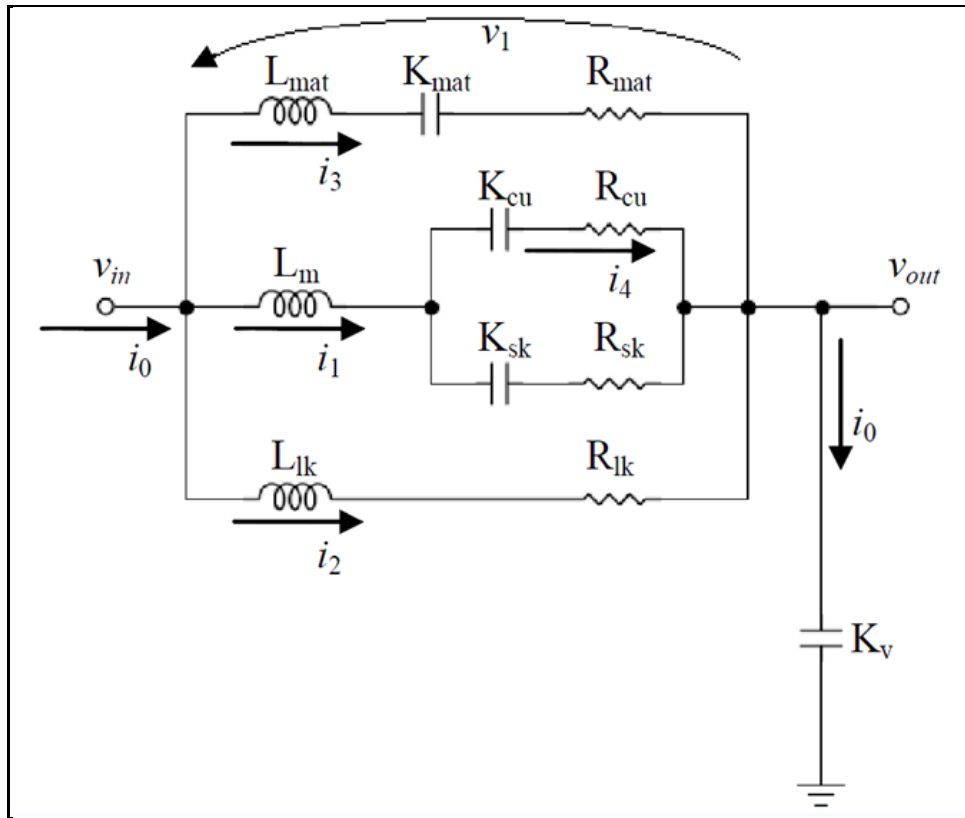 v₁
Lmat Kmat Rmat
i₃
Kcu Rcu
i₄
vin Lm vout
i₀ i₁ Ksk Rsk
i₀
Llk Rlk
i₂
Kv